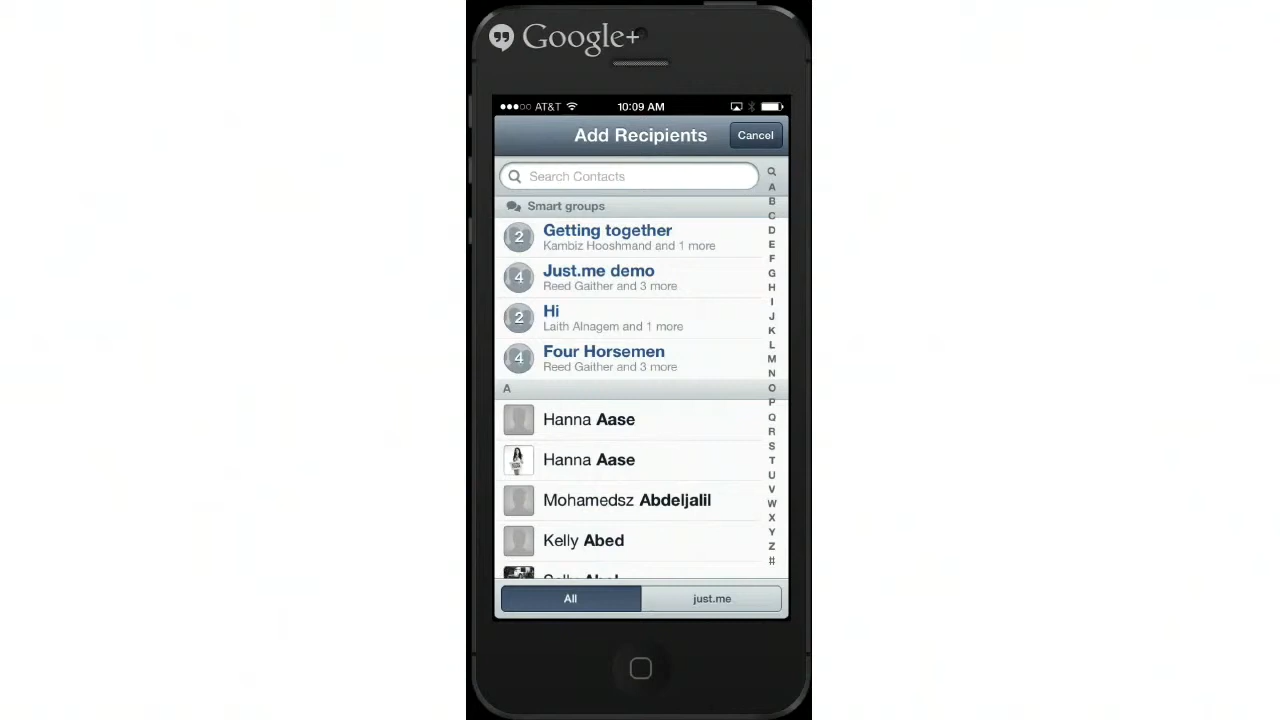 Google+
AT&T
10:09 AM
Add Recipients
Cancel
Search Contacts
Smart groups
2
Getting together
Kambiz Hooshmand and 1 more
4
Just.me demo
Reed Gaither and 3 more
2
Hi
Laith Alnagem and 1 more
4
Four Horsemen
Reed Gaither and 3 more
A
Hanna Aase
Hanna Aase
Mohamedsz Abdeljalil
Kelly Abed
All
just.me
A
B
C
D
E
F
G
H
I
J
K
L
M
N
O
P
Q
R
S
T
U
V
W
X
Y
Z
#